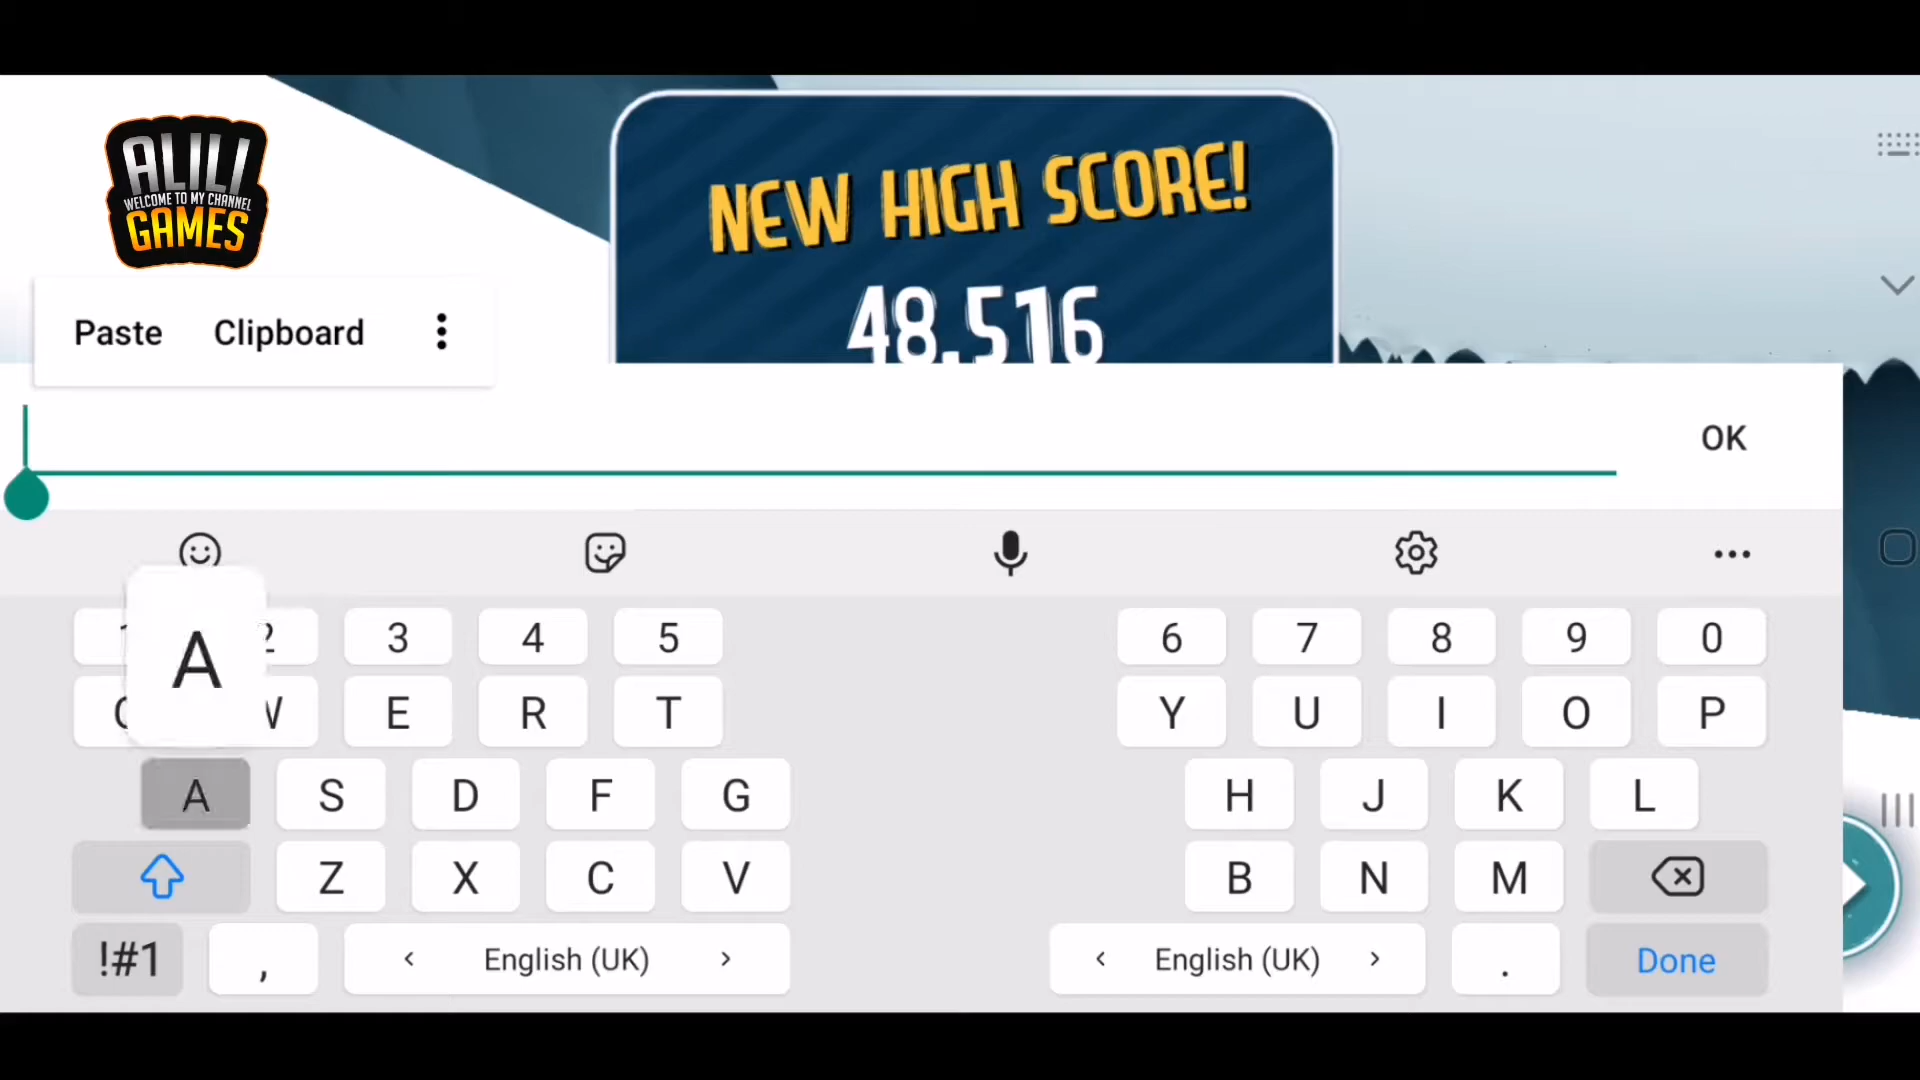 ALILI
WELCOME TO MY CHANNEL
GAMES
NEW HIGH SCORE!
48,516
Paste Clipboard
OK
A
2 3 4 5 6 7 8 9 0
W E R T Y U I O P
A S D F G H J K L
Z X C V B N M
!#1 , < English (UK) > < English (UK) > . Done